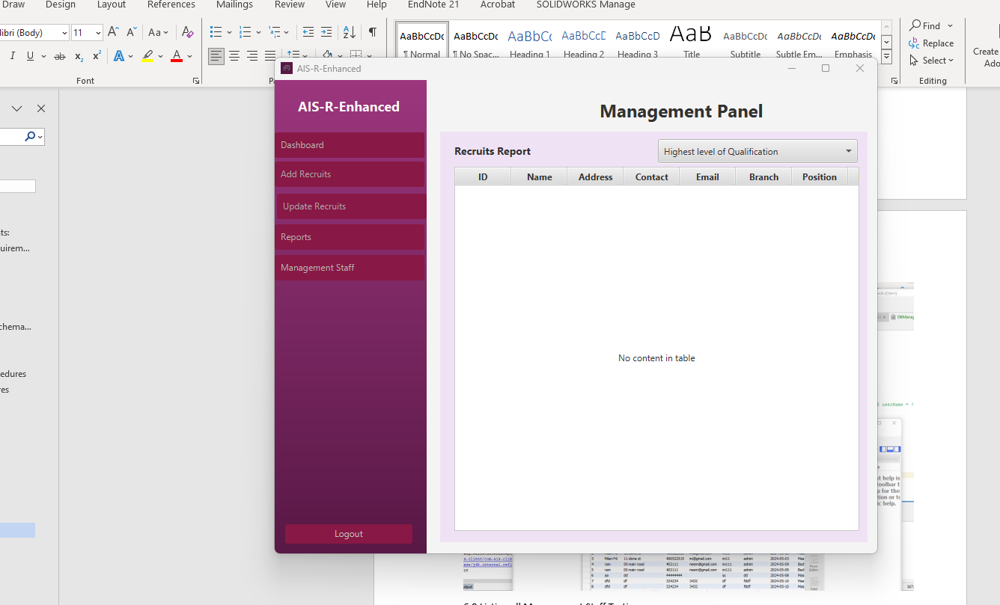 Draw Design Layout References Mailings Review View Help EndNote 21 Acrobat SOLIDWORKS Manage
libri (Body) 11 Aa
AaBbCcDc AaBbCcDc AaBbCc AaBbCcD AaBbCcD AaB AaBbCcDc AaBbCcDc AaBbCcDc
¶ Normal ¶ No Spac... Heading 1 Heading 2 Heading 3 Title Subtitle Subtle Em... Emphasis
Find
Replace
Select
Create
Ado
Font
Editing
AIS-R-Enhanced
AIS-R-Enhanced
Dashboard
Add Recruits
Update Recruits
Reports
Management Staff
Logout
Management Panel
Recruits Report
Highest level of Qualification
ID Name Address Contact Email Branch Position
No content in table
nts:
quirem...
chema...
edures
res
userName = ?